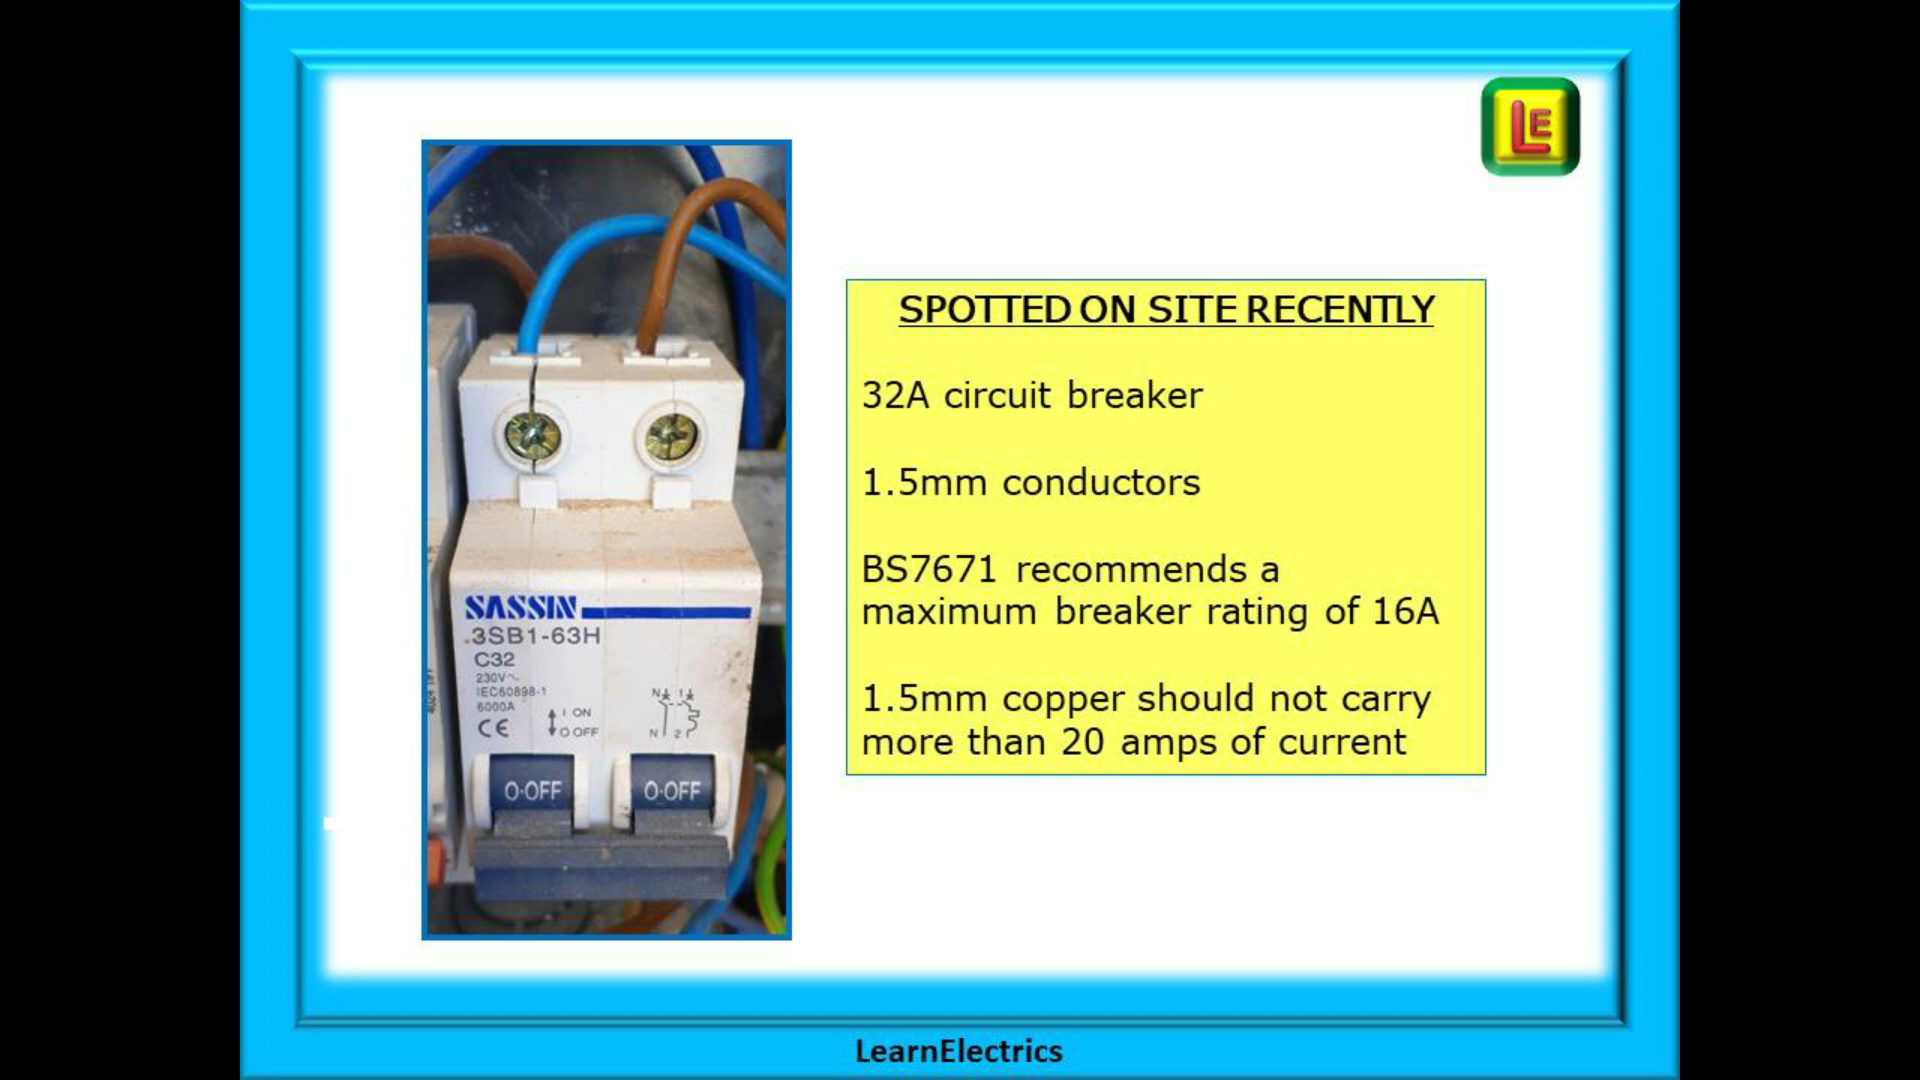 LE
SPOTTED ON SITE RECENTLY
32A circuit breaker
1.5mm conductors
BS7671 recommends a
maximum breaker rating of 16A
1.5mm copper should not carry
more than 20 amps of current
SASSIN
3SB1-63H
C32
230V~
IEC60898-1
6000A
CE
I ON
O OFF
N 1
N 2
O·OFF
O·OFF
LearnElectrics